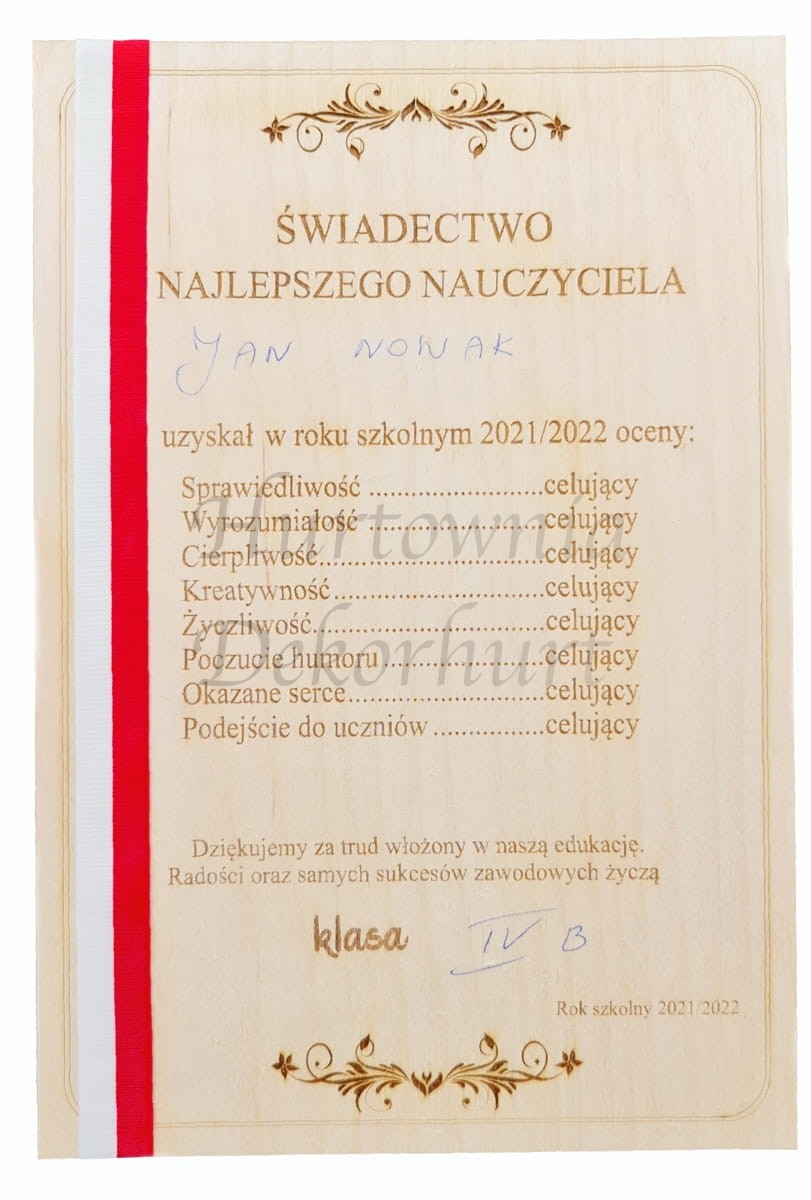 ŚWIADECTWO
NAJLEPSZEGO NAUCZYCIELA
JAN NOWAK
uzyskał w roku szkolnym 2021/2022 oceny:
Sprawiedliwość ..........................celujący
Wyrozumiałość ..........................celujący
Cierpliwość..................................celujący
Kreatywność................................celujący
Życzliwość...................................celujący
Poczucie humoru........................celujący
Okazane serce..............................celujący
Podejście do uczniów.................celujący
Hurtownia
Dekorhurt
Dziękujemy za trud włożony w naszą edukację.
Radości oraz samych sukcesów zawodowych życzą
klasa IV B
Rok szkolny 2021/2022